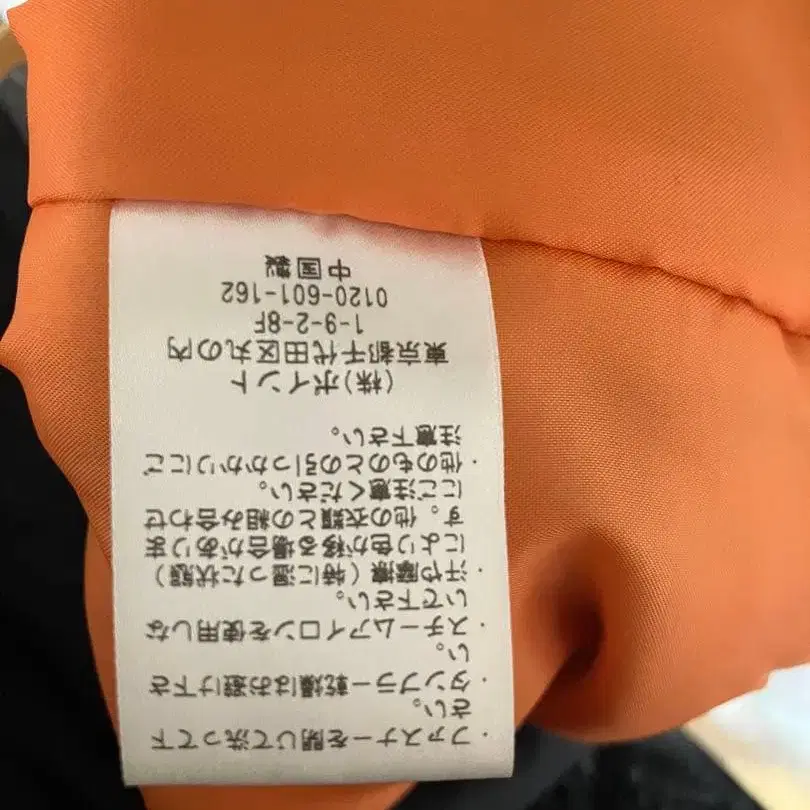 ・ファスナーを閉じて洗って下
さい。
・タンブラー乾燥はお避け下さ
い。
・スチームアイロンを使用しな
いで下さい。
・汗や摩擦(特に湿った状態)
により色が移る場合がありま
す。他の衣類との組み合わせ
にご注意ください。
・他のものとの引っかかりにご
注意下さい。
(株)ポイント
東京都千代田区丸の内
1-9-2-8F
0120-601-162
中国製